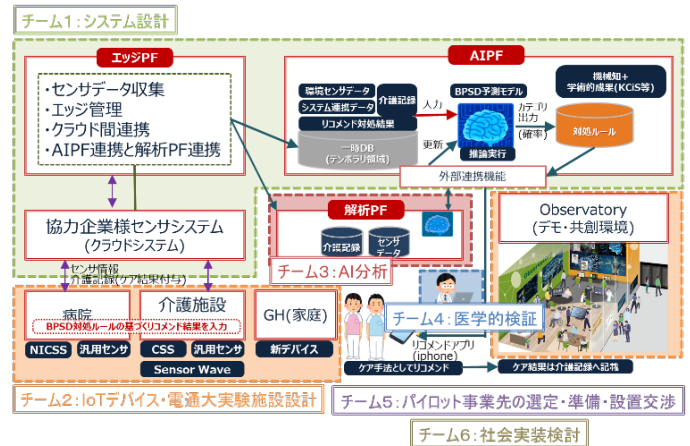 チーム1：システム設計
エッジPF
・センサデータ収集
・エッジ管理
・クラウド間連携
・AIPF連携と解析PF連携
AIPF
環境センサデータ
システム連携データ
介護記録
リコメンド対処結果
一時DB
(テンポラリ領域)
入力
BPSD予測モデル
推論実行
更新
カテゴリ
出力
(確率)
機械知+
学術的成果(KCiS等)
対処ルール
外部連携機能
協力企業様センサシステム
(クラウドシステム)
解析PF
介護記録
センサ
データ
チーム3：AI分析
Observatory
(デモ・共創環境)
センサ情報
介護記録(ケア結果付与)
病院
介護施設
GH(家庭)
BPSD対処ルールの基づくリコメンド結果を入力
NICSS
汎用センサ
CSS
汎用センサ
新デバイス
Sensor Wave
チーム4：医学的検証
リコメンドアプリ
(iphone)
ケア手法としてリコメンド
ケア結果は介護記録へ記載
チーム2：IoTデバイス・電通大実験施設設計
チーム5：パイロット事業先の選定・準備・設置交渉
チーム6：社会実装検討